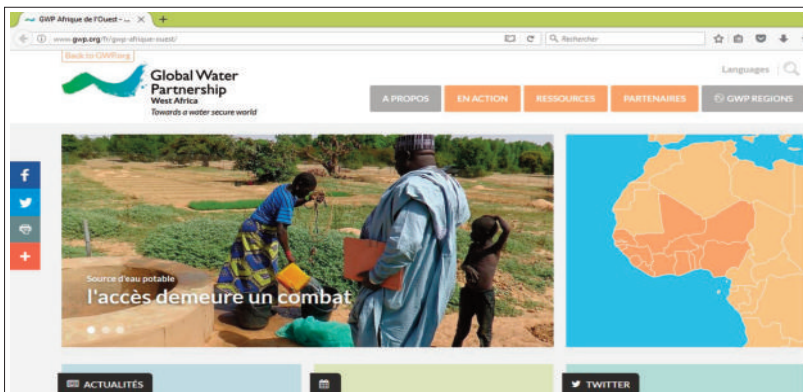 GWP Afrique de l'Ouest - ...
www.gwp.org/fr/gwp-afrique-ouest/
Rechercher
Back to GWP.org
Global Water
Partnership
West Africa
Towards a water secure world
Languages
A PROPOS
EN ACTION
RESSOURCES
PARTENAIRES
GWP REGIONS
Source d'eau potable
l'accès demeure un combat
ACTUALITÉS
TWITTER